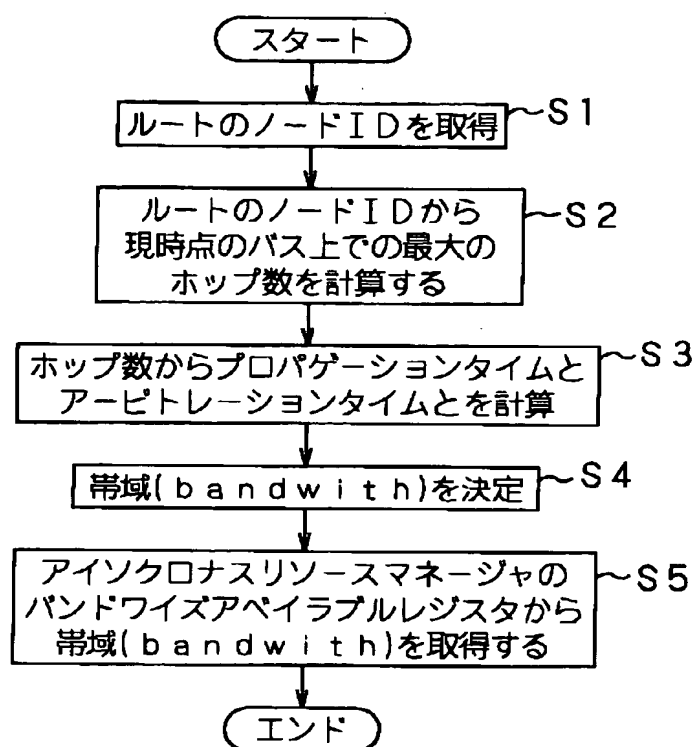 スタート
ルートのノードＩＤを取得
S1
ルートのノードＩＤから
現時点のバス上での最大の
ホップ数を計算する
S2
ホップ数からプロパゲーションタイムと
アービトレーションタイムとを計算
S3
帯域(ｂａｎｄｗｉｔｈ)を決定
S4
アイソクロナスリソースマネージャの
バンドワイズアベイラブルレジスタから
帯域(ｂａｎｄｗｉｔｈ)を取得する
S5
エンド